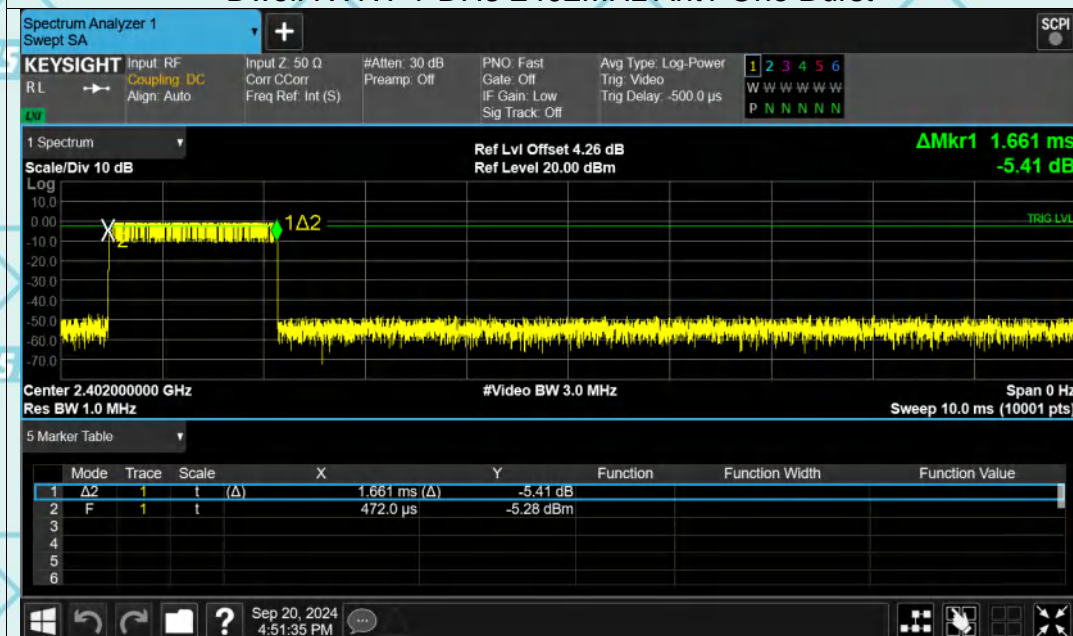 Spectrum Analyzer 1
Swept SA
+
SCPI
KEYSIGHT
RL
LXI
Input: RF
Coupling: DC
Align: Auto
Input Z: 50 Ω
Corr CCorr
Freq Ref: Int (S)
#Atten: 30 dB
Preamp: Off
PNO: Fast
Gate: Off
IF Gain: Low
Sig Track: Off
Avg Type: Log-Power
Trig: Video
Trig Delay: -500.0 µs
1 2 3 4 5 6
W W W W W W
P N N N N N
1 Spectrum
Scale/Div 10 dB
Ref Lvl Offset 4.26 dB
Ref Level 20.00 dBm
ΔMkr1 1.661 ms
-5.41 dB
Log
10.0
0.00
-10.0
-20.0
-30.0
-40.0
-50.0
-60.0
-70.0
X
2
1Δ2
TRIG LVL
Center 2.402000000 GHz
#Video BW 3.0 MHz
Span 0 Hz
Res BW 1.0 MHz
Sweep 10.0 ms (10001 pts)
5 Marker Table
Mode Trace Scale X Y Function Function Width Function Value
1 Δ2 1 t (Δ) 1.661 ms (Δ) -5.41 dB
2 F 1 t 472.0 µs -5.28 dBm
3
4
5
6
?
Sep 20, 2024
4:51:35 PM